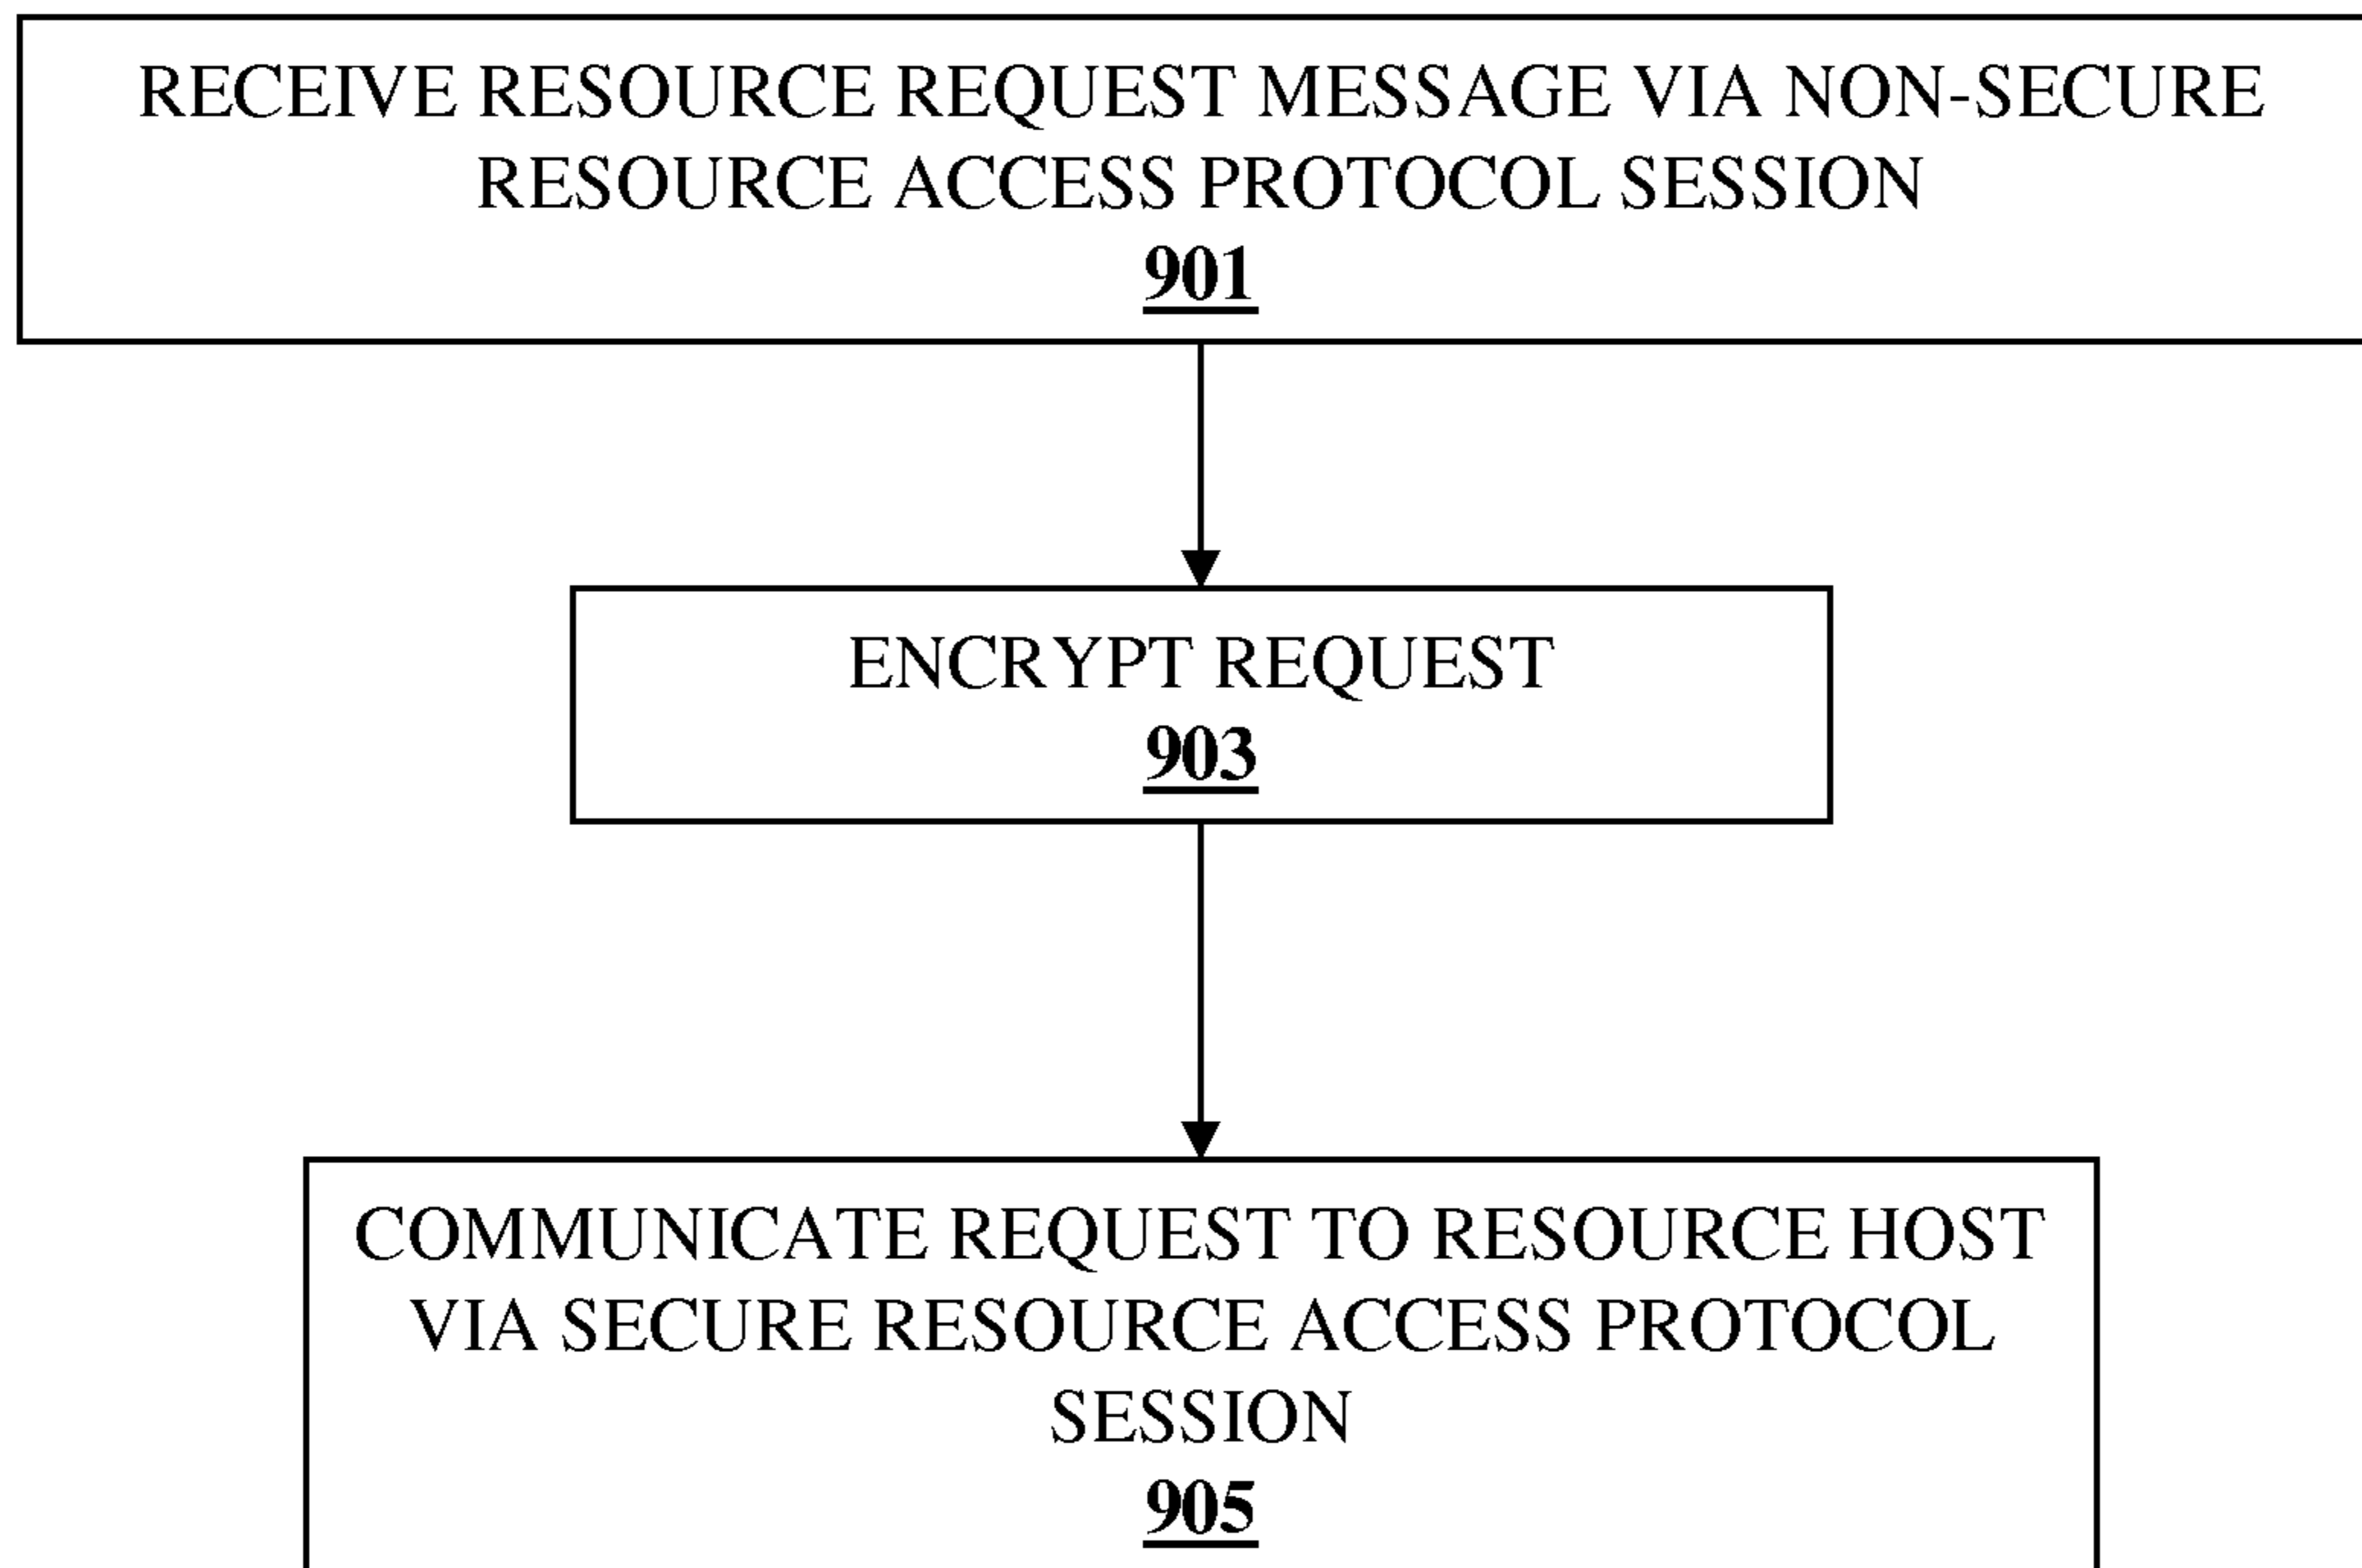 RECEIVE RESOURCE REQUEST MESSAGE VIA NON-SECURE
RESOURCE ACCESS PROTOCOL SESSION
901
ENCRYPT REQUEST
903
COMMUNICATE REQUEST TO RESOURCE HOST
VIA SECURE RESOURCE ACCESS PROTOCOL
SESSION
905